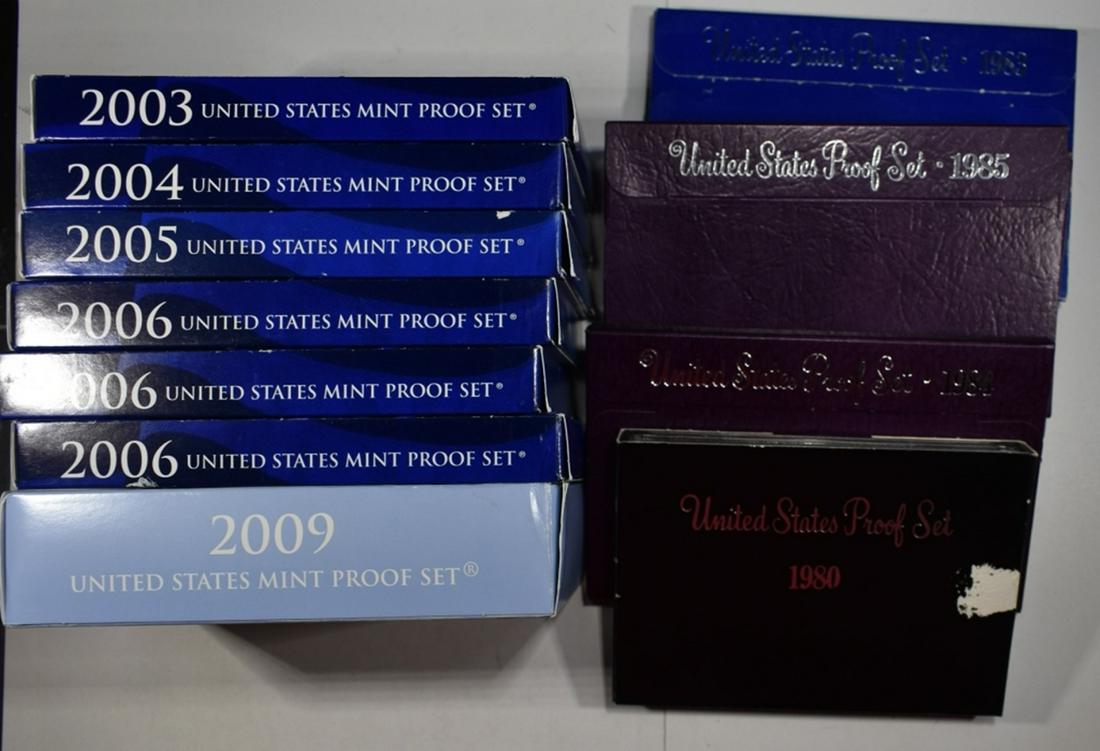 2003 UNITED STATES MINT PROOF SET®
2004 UNITED STATES MINT PROOF SET®
2005 UNITED STATES MINT PROOF SET®
2006 UNITED STATES MINT PROOF SET®
006 UNITED STATES MINT PROOF SET®
2006 UNITED STATES MINT PROOF SET®
2009
UNITED STATES MINT PROOF SET®
United States Proof Set · 1983
United States Proof Set · 1985
United States Proof Set · 1984
United States Proof Set
1980